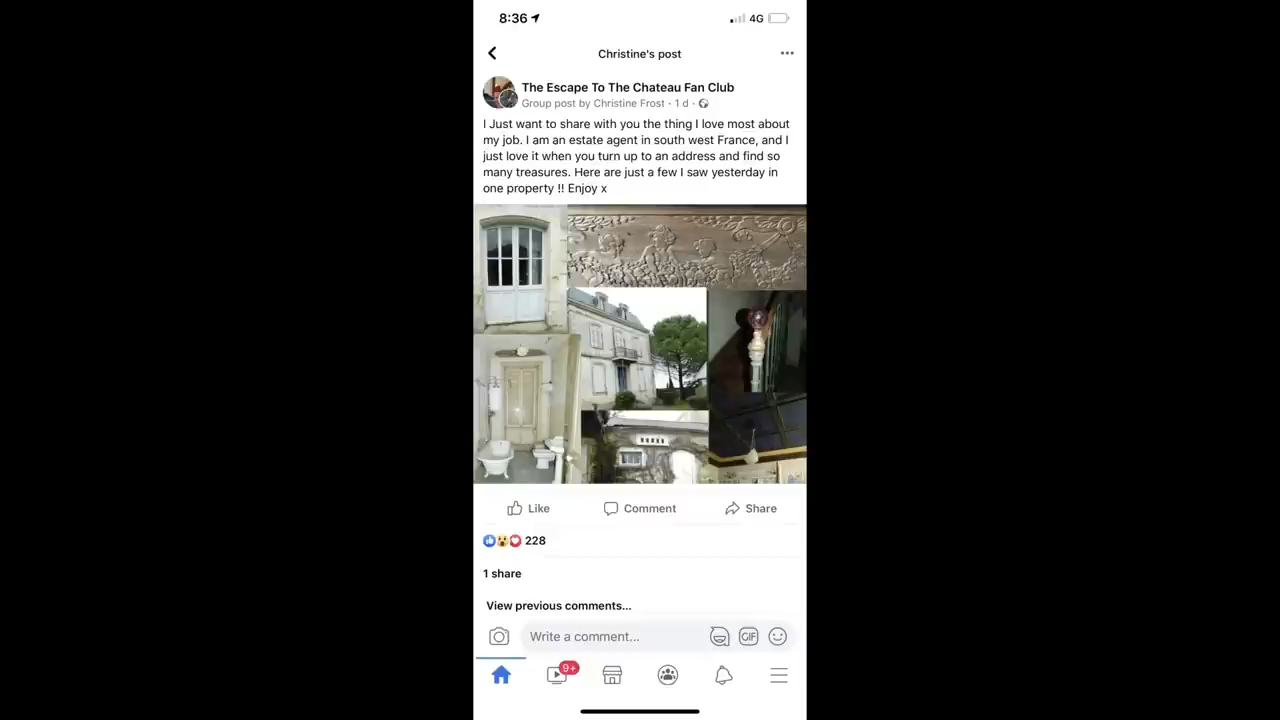 8:36
4G
Christine's post
The Escape To The Chateau Fan Club
Group post by Christine Frost · 1 d ·
I Just want to share with you the thing I love most about
my job. I am an estate agent in south west France, and I
just love it when you turn up to an address and find so
many treasures. Here are just a few I saw yesterday in
one property !! Enjoy x
Like
Comment
Share
228
1 share
View previous comments...
Write a comment...
GIF
9+